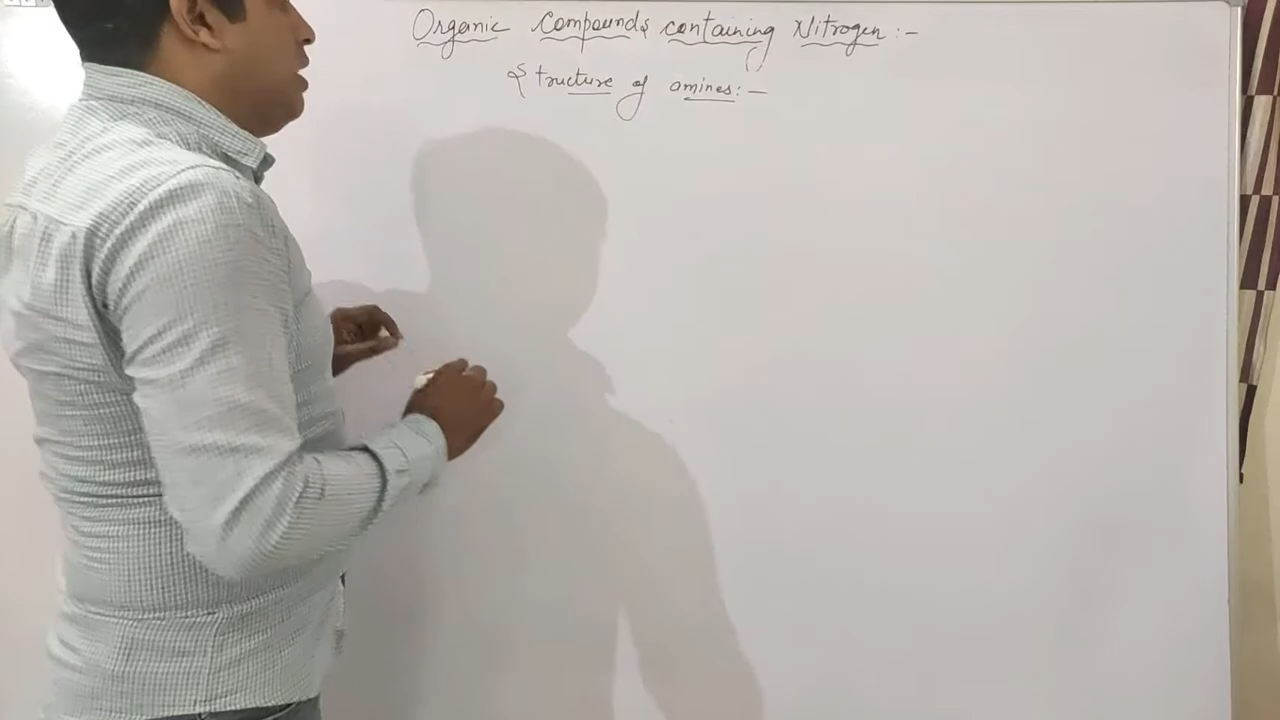 Organic Compounds containing Nitrogen :-
Structure of amines :-